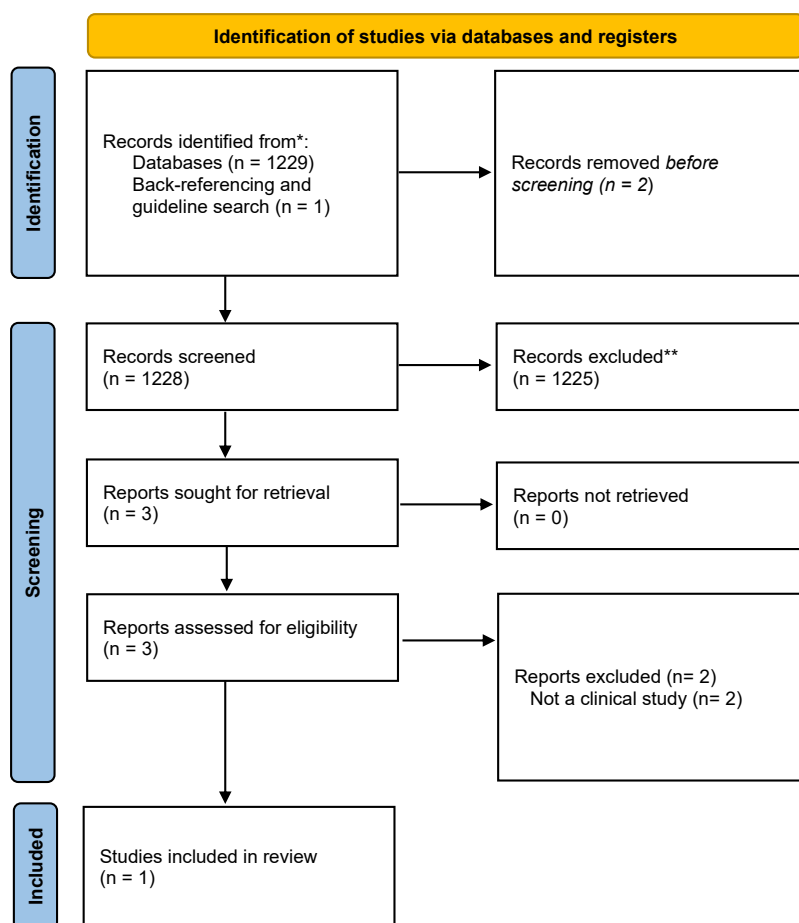 Identification of studies via databases and registers
Identification
Records identified from*:
Databases (n = 1229)
Back-referencing and
guideline search (n = 1)
Records removed before
screening (n = 2)
Screening
Records screened
(n = 1228)
Records excluded**
(n = 1225)
Reports sought for retrieval
(n = 3)
Reports not retrieved
(n = 0)
Reports assessed for eligibility
(n = 3)
Reports excluded (n= 2)
Not a clinical study (n= 2)
Included
Studies included in review
(n = 1)